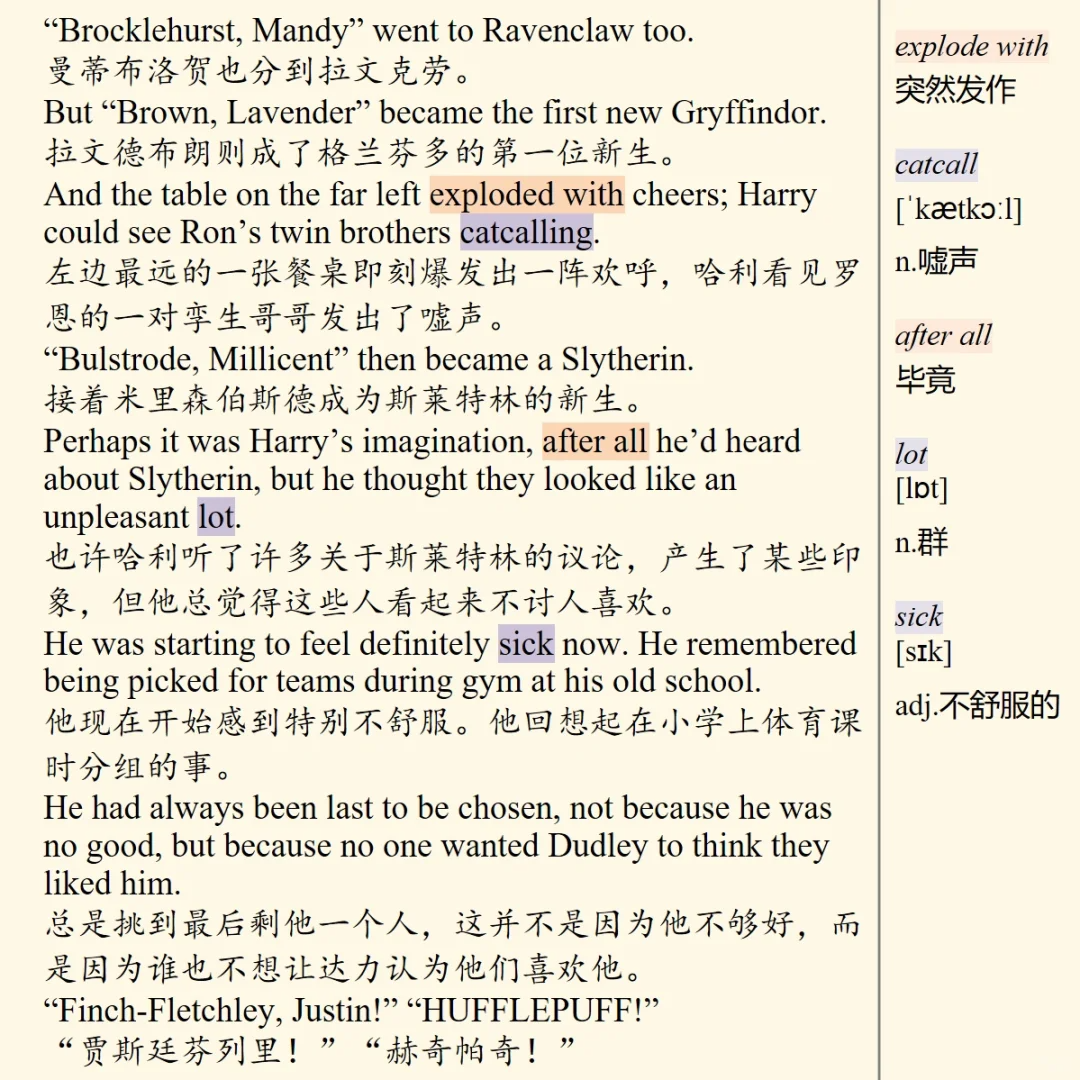 “Brocklehurst, Mandy” went to Ravenclaw too.
曼蒂布洛贺也分到拉文克劳。
But “Brown, Lavender” became the first new Gryffindor.
拉文德布朗则成了格兰芬多的第一位新生。
And the table on the far left exploded with cheers; Harry
could see Ron’s twin brothers catcalling.
左边最远的一张餐桌即刻爆发出一阵欢呼，哈利看见罗
恩的一对孪生哥哥发出了嘘声。
“Bulstrode, Millicent” then became a Slytherin.
接着米里森伯斯德成为斯莱特林的新生。
Perhaps it was Harry’s imagination, after all he’d heard
about Slytherin, but he thought they looked like an
unpleasant lot.
也许哈利听了许多关于斯莱特林的议论，产生了某些印
象，但他总觉得这些人看起来不讨人喜欢。
He was starting to feel definitely sick now. He remembered
being picked for teams during gym at his old school.
他现在开始感到特别不舒服。他回想起在小学上体育课
时分组的事。
He had always been last to be chosen, not because he was
no good, but because no one wanted Dudley to think they
liked him.
总是挑到最后剩他一个人，这并不是因为他不够好，而
是因为谁也不想让达力认为他们喜欢他。
“Finch-Fletchley, Justin!” “HUFFLEPUFF!”
“贾斯廷芬列里！”“赫奇帕奇！”
explode with
突然发作
catcall
[ˈkætkɔːl]
n.嘘声
after all
毕竟
lot
[lɒt]
n.群
sick
[sɪk]
adj.不舒服的